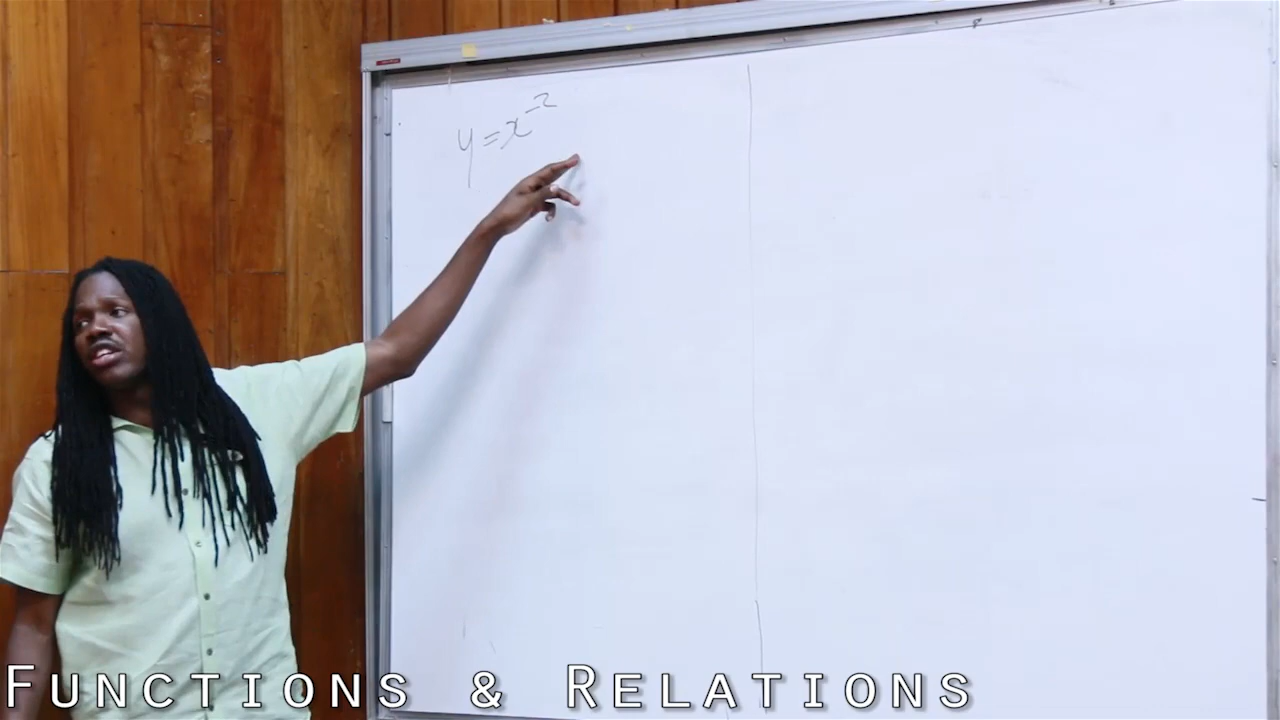 y = x⁻²
FUNCTIONS & RELATIONS